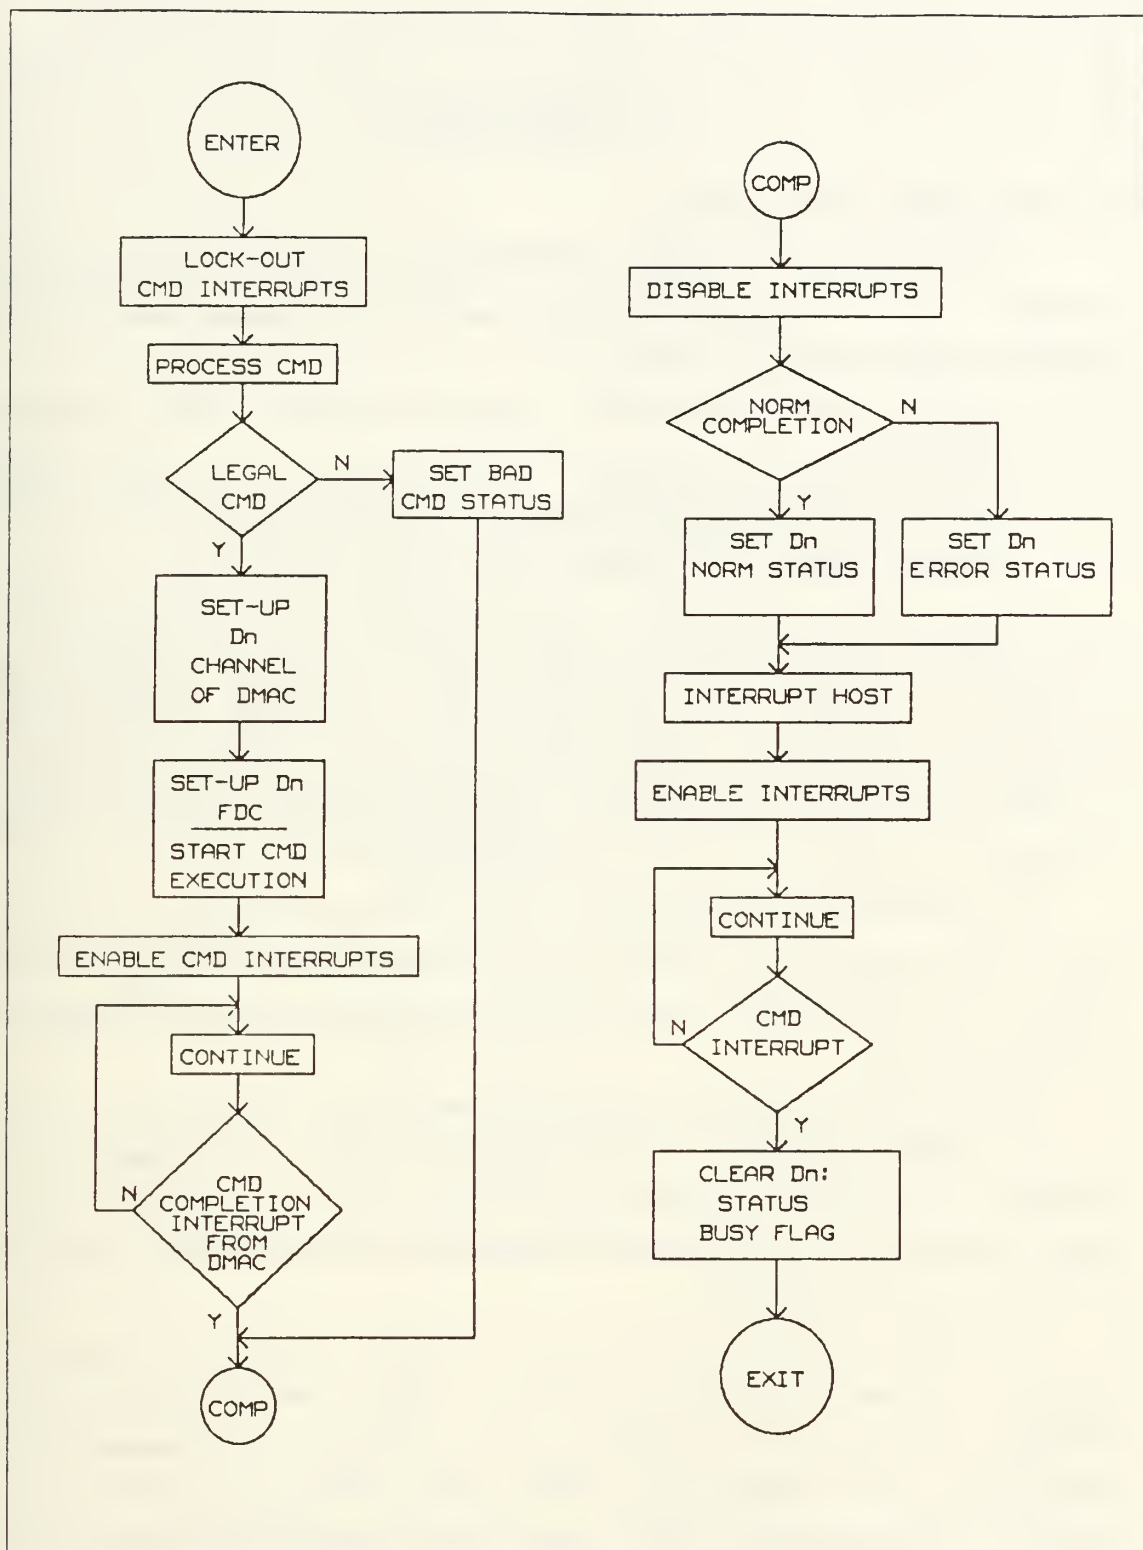 ENTER
LOCK-OUT
CMD INTERRUPTS
PROCESS CMD
LEGAL
CMD
N
SET BAD
CMD STATUS
Y
SET-UP
Dn
CHANNEL
OF DMAC
SET-UP Dn
FDC
START CMD
EXECUTION
ENABLE CMD INTERRUPTS
CONTINUE
CMD
COMPLETION
INTERRUPT
FROM
DMAC
N
Y
COMP
COMP
DISABLE INTERRUPTS
NORM
COMPLETION
N
Y
SET Dn
NORM STATUS
SET Dn
ERROR STATUS
INTERRUPT HOST
ENABLE INTERRUPTS
CONTINUE
CMD
INTERRUPT
N
Y
CLEAR Dn:
STATUS
BUSY FLAG
EXIT